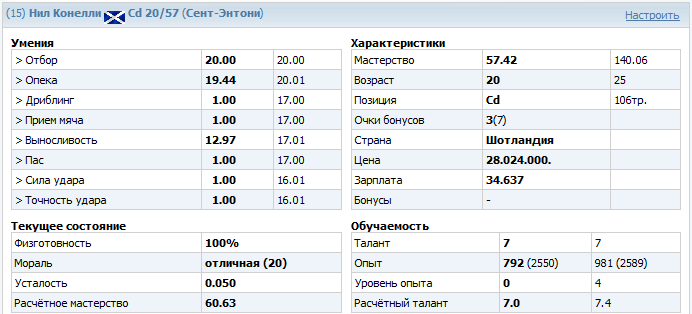 (15) Нил Конелли Cd 20/57 (Сент-Энтони) Настроить
Умения
> Отбор 20.00 20.00
> Опека 19.44 20.01
> Дриблинг 1.00 17.00
> Прием мяча 1.00 17.00
> Выносливость 12.97 17.01
> Пас 1.00 17.00
> Сила удара 1.00 16.01
> Точность удара 1.00 16.01
Характеристики
Мастерство 57.42 140.06
Возраст 20 25
Позиция Cd 106тр.
Очки бонусов 3(7)
Страна Шотландия
Цена 28.024.000.
Зарплата 34.637
Бонусы -
Текущее состояние
Физготовность 100%
Мораль отличная (20)
Усталость 0.050
Расчётное мастерство 60.63
Обучаемость
Талант 7 7
Опыт 792 (2550) 981 (2589)
Уровень опыта 0 4
Расчётный талант 7.0 7.4